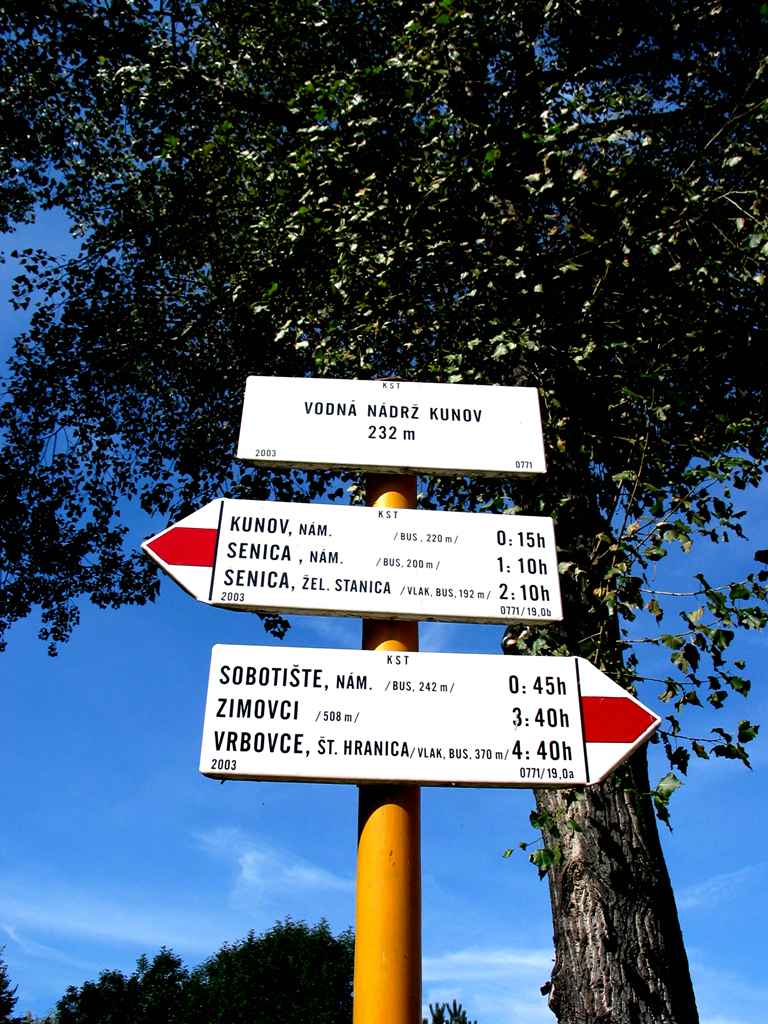 KST
VODNÁ NÁDRŽ KUNOV
232 m
2003 0771
KST
KUNOV, NÁM. /BUS, 220 m/ 0:15h
SENICA , NÁM. /BUS, 200 m/ 1:10h
SENICA, ŽEL. STANICA /VLAK, BUS, 192 m/ 2:10h
2003 0771/19,0b
KST
SOBOTIŠTE, NÁM. /BUS, 242 m/ 0:45h
ZIMOVCI /508 m/ 3:40h
VRBOVCE, ŠT. HRANICA /VLAK, BUS, 370 m/ 4:40h
2003 0771/19,0a